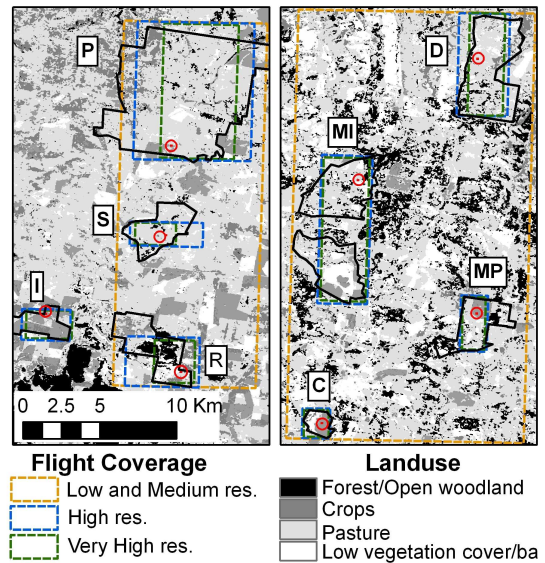 P
D
MI
S
MP
I
R
C
0 2.5 5 10 Km
Flight Coverage
Low and Medium res.
High res.
Very High res.
Landuse
Forest/Open woodland
Crops
Pasture
Low vegetation cover/ba